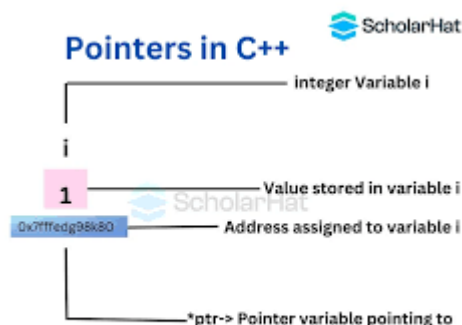 ScholarHat
Pointers in C++
integer Variable i
i
1
Value stored in variable i
ScholarHat
0x7fffedg98k80
Address assigned to variable i
*ptr-> Pointer variable pointing to